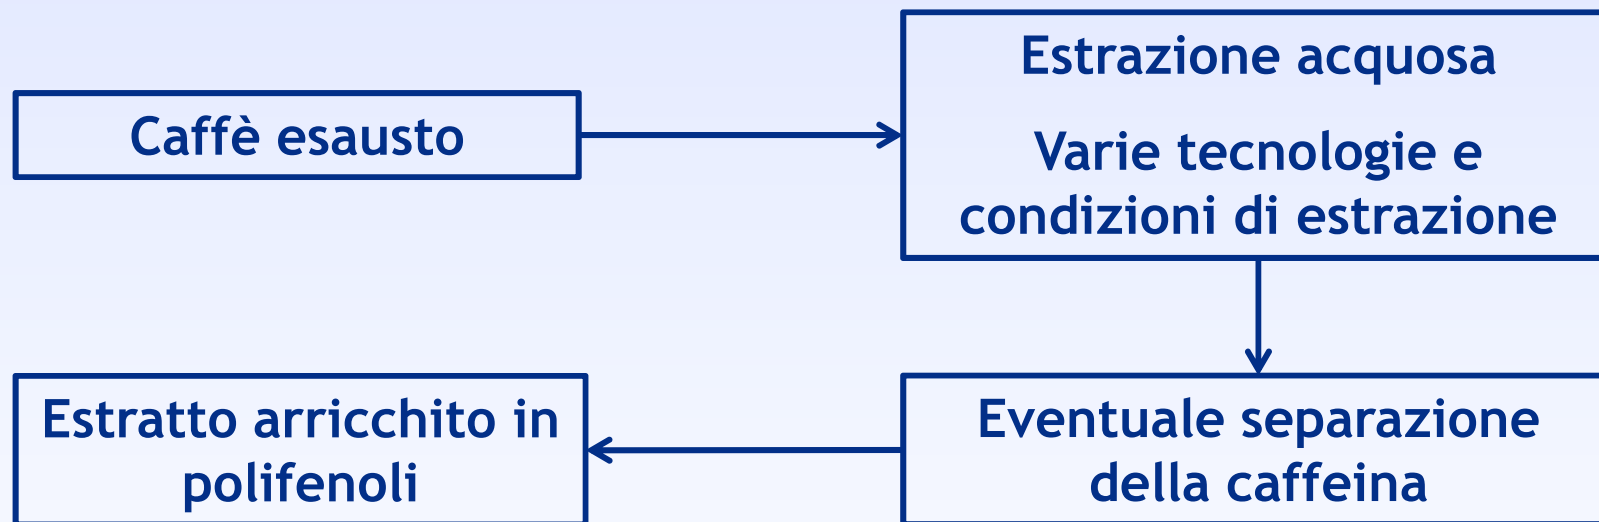 Caffè esausto
Estrazione acquosa
Varie tecnologie e
condizioni di estrazione
Eventuale separazione
della caffeina
Estratto arricchito in
polifenoli